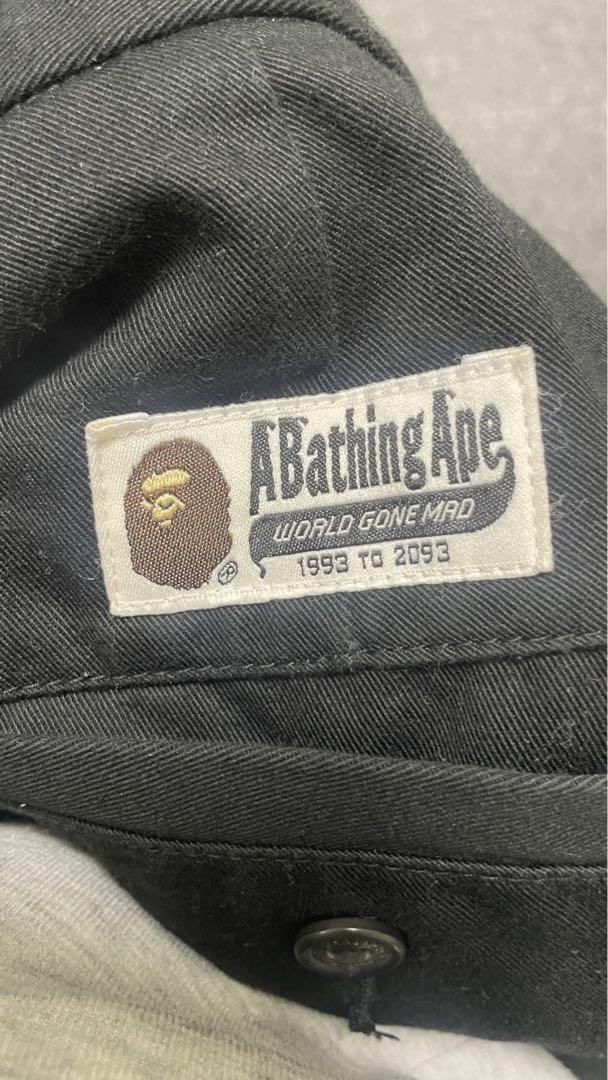 A Bathing Ape
WORLD GONE MAD
®
1993 TO 2093